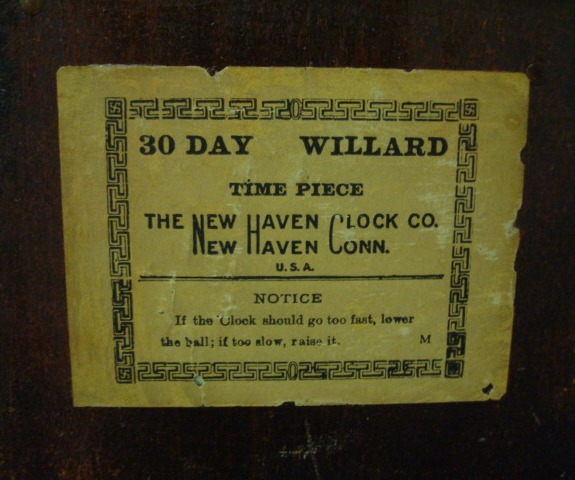 30 DAY WILLARD
TIME PIECE
THE NEW HAVEN CLOCK CO.
NEW HAVEN CONN.
U.S.A.
NOTICE
If the Clock should go too fast, lower
the ball; if too slow, raise it. M